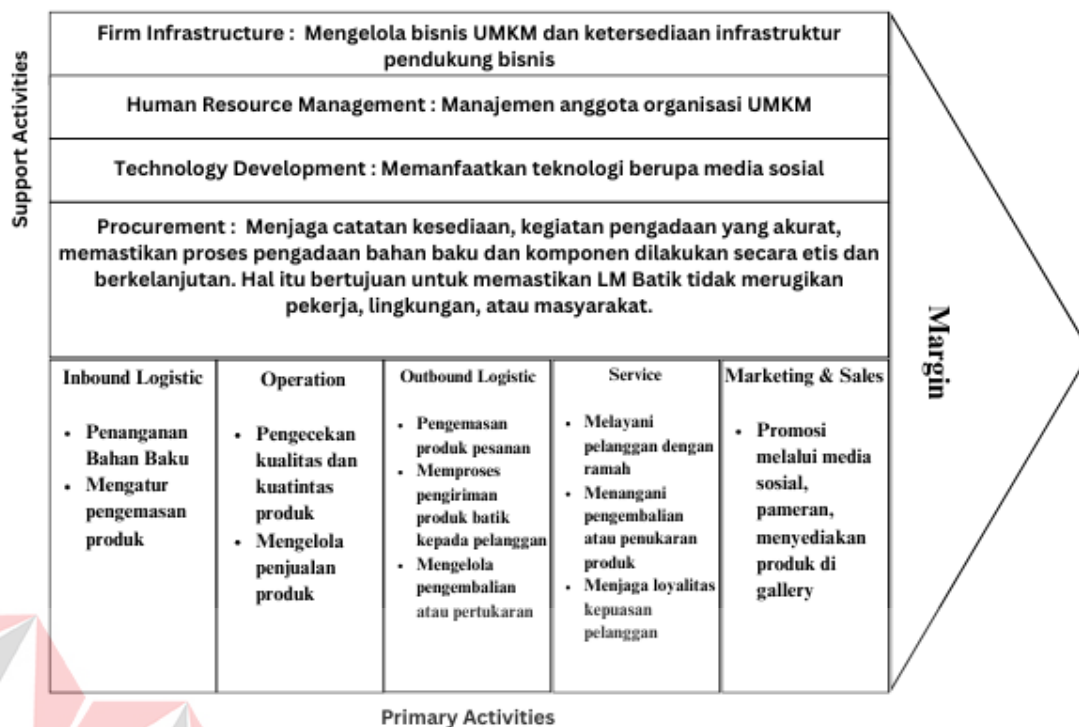 Support Activities
Firm Infrastructure : Mengelola bisnis UMKM dan ketersediaan infrastruktur
pendukung bisnis
Human Resource Management : Manajemen anggota organisasi UMKM
Technology Development : Memanfaatkan teknologi berupa media sosial
Procurement : Menjaga catatan kesediaan, kegiatan pengadaan yang akurat,
memastikan proses pengadaan bahan baku dan komponen dilakukan secara etis dan
berkelanjutan. Hal itu bertujuan untuk memastikan LM Batik tidak merugikan
pekerja, lingkungan, atau masyarakat.
Inbound Logistic
• Penanganan
Bahan Baku
• Mengatur
pengemasan
produk
Operation
• Pengecekan
kualitas dan
kuatintas
produk
• Mengelola
penjualan
produk
Outbound Logistic
• Pengemasan
produk pesanan
• Memproses
pengiriman
produk batik
kepada pelanggan
• Mengelola
pengembalian
atau pertukaran
Service
• Melayani
pelanggan dengan
ramah
• Menangani
pengembalian
atau penukaran
produk
• Menjaga loyalitas
kepuasan
pelanggan
Marketing & Sales
• Promosi
melalui media
sosial,
pameran,
menyediakan
produk di
gallery
Margin
Primary Activities